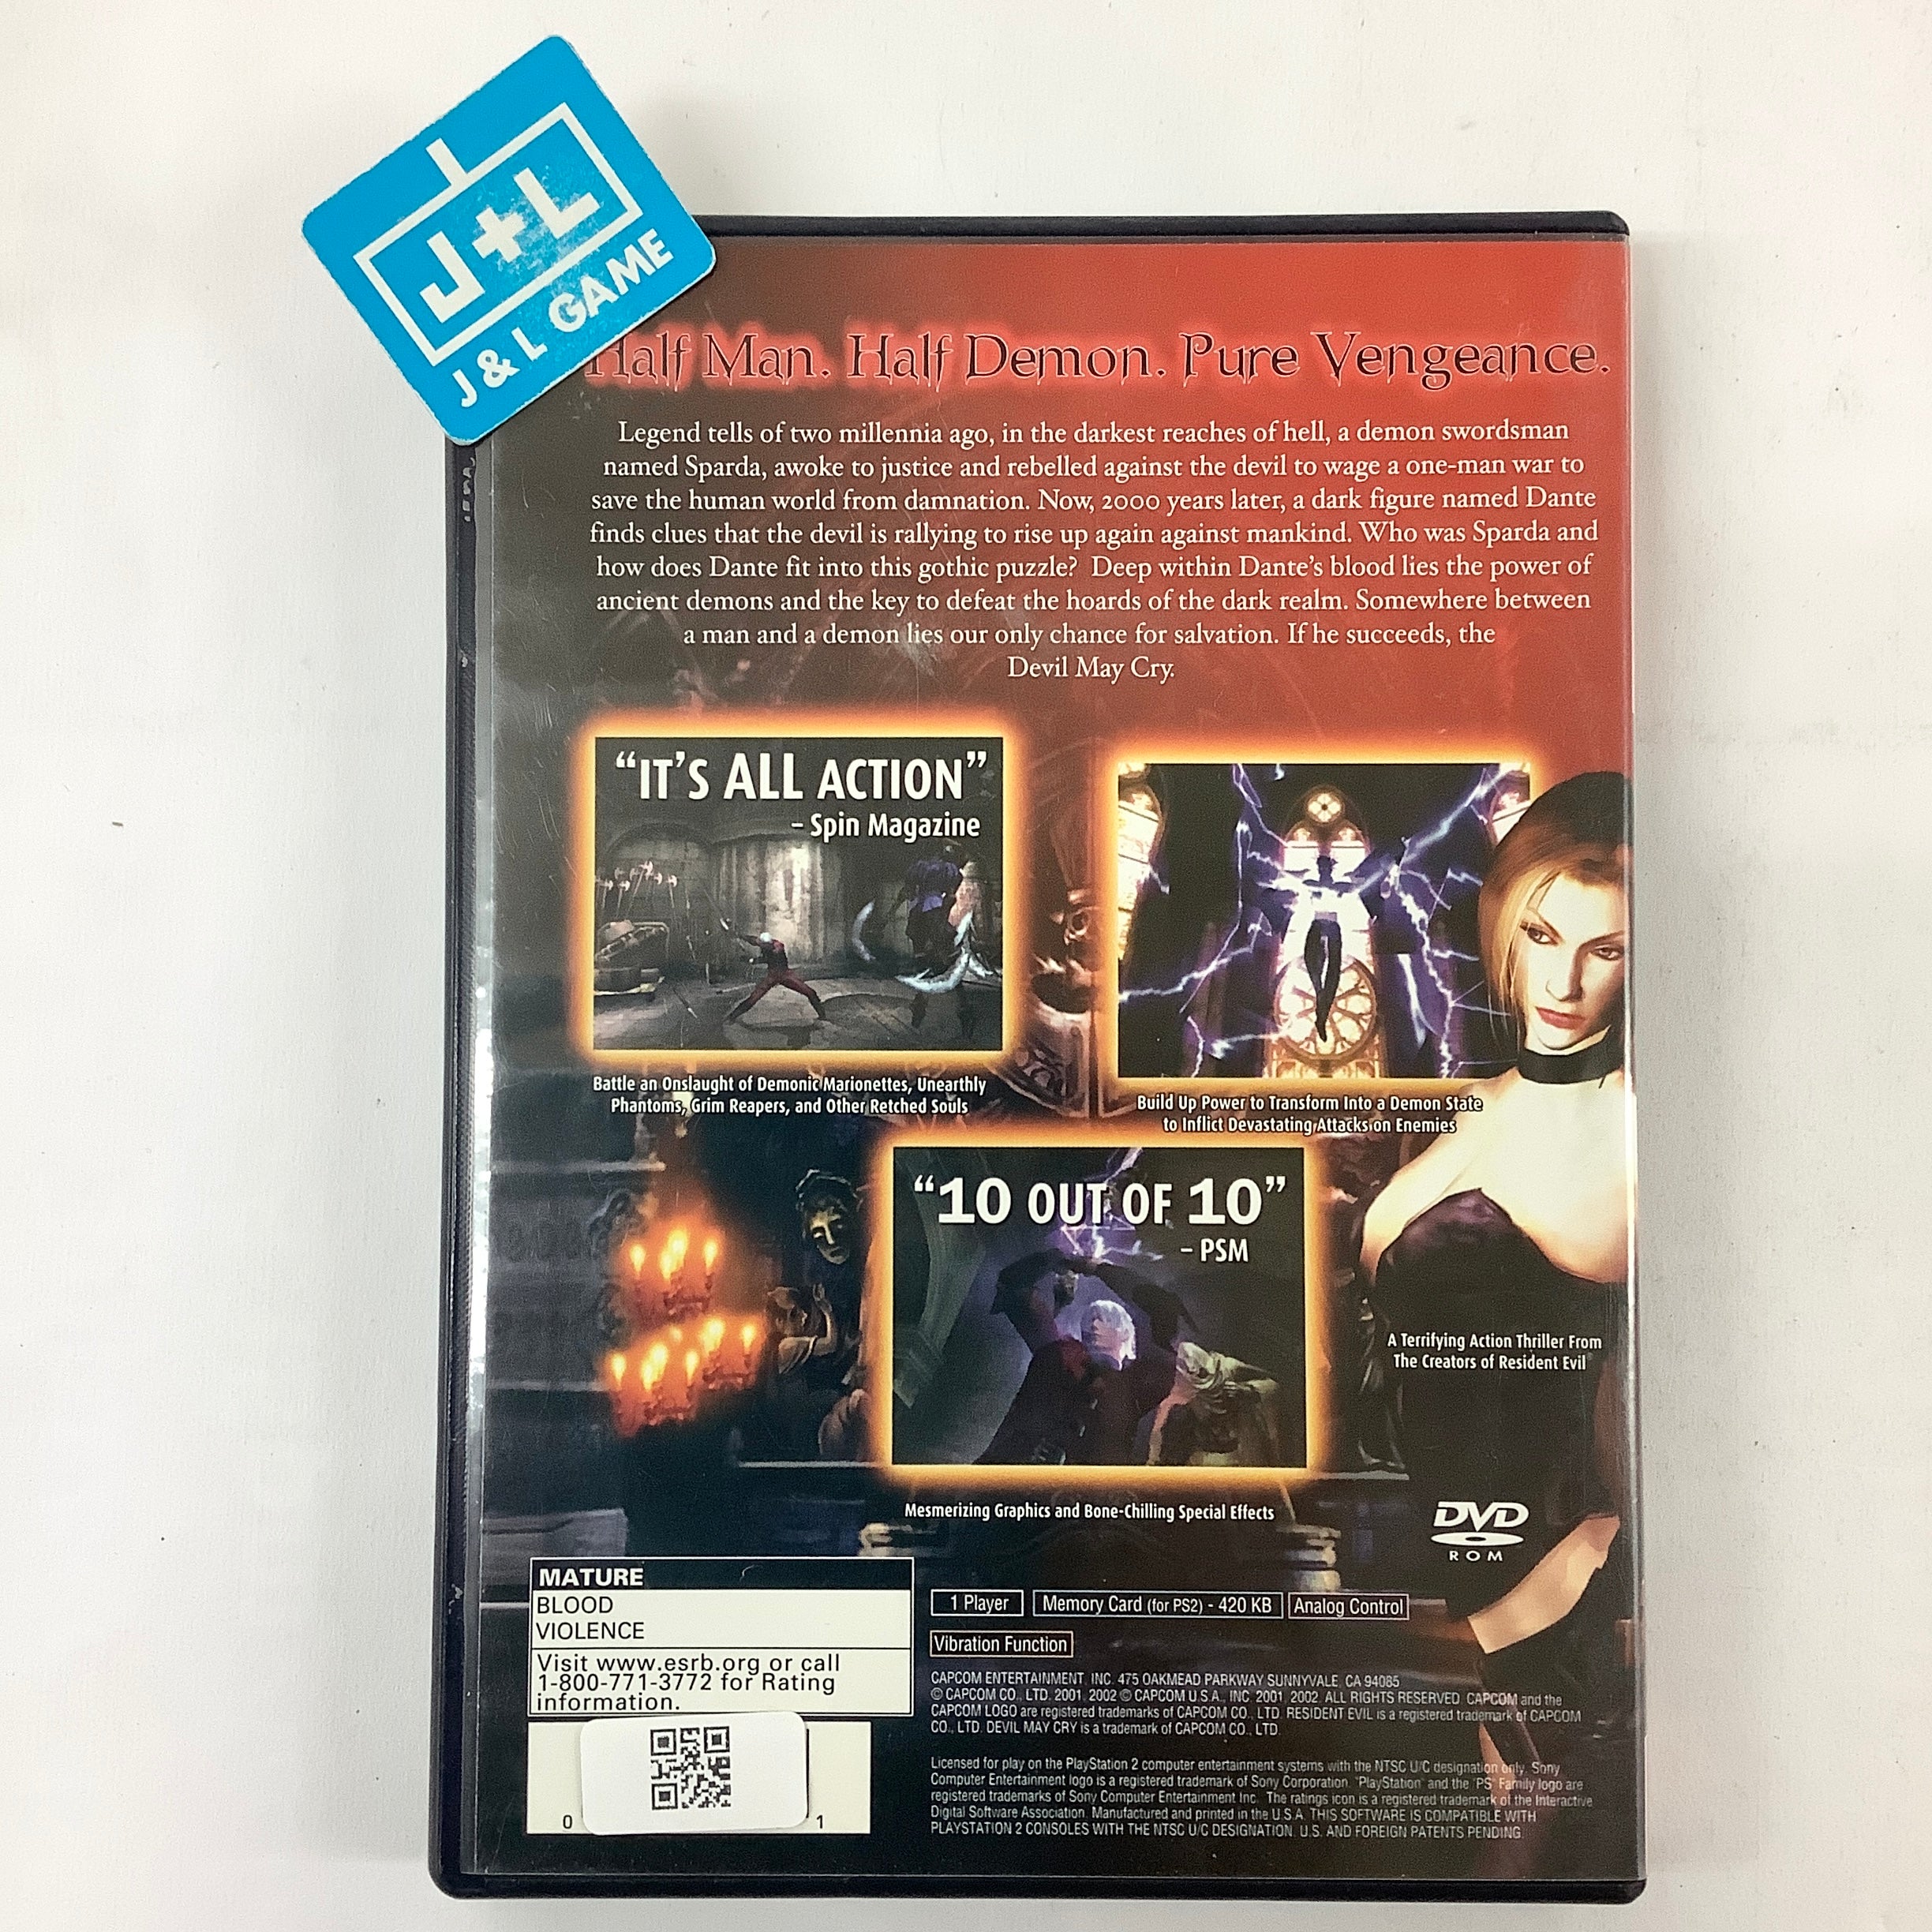 J+L
J & L GAME
Half Man. Half Demon. Pure Vengeance.
Legend tells of two millennia ago, in the darkest reaches of hell, a demon swordsman
named Sparda, awoke to justice and rebelled against the devil to wage a one-man war to
save the human world from damnation. Now, 2000 years later, a dark figure named Dante
finds clues that the devil is rallying to rise up again against mankind. Who was Sparda and
how does Dante fit into this gothic puzzle? Deep within Dante's blood lies the power of
ancient demons and the key to defeat the hoards of the dark realm. Somewhere between
a man and a demon lies our only chance for salvation. If he succeeds, the
Devil May Cry.
"IT'S ALL ACTION"
- Spin Magazine
Battle an Onslaught of Demonic Marionettes, Unearthly
Phantoms, Grim Reapers, and Other Retched Souls
Build Up Power to Transform Into a Demon State
to Inflict Devastating Attacks on Enemies
"10 OUT OF 10"
- PSM
A Terrifying Action Thriller From
The Creators of Resident Evil
Mesmerizing Graphics and Bone-Chilling Special Effects
DVD
ROM
MATURE
BLOOD
VIOLENCE
Visit www.esrb.org or call
1-800-771-3772 for Rating
information.
1 Player
Memory Card (for PS2) - 420 KB
Analog Control
Vibration Function
CAPCOM ENTERTAINMENT, INC. 475 OAKMEAD PARKWAY SUNNYVALE, CA 94085
© CAPCOM CO., LTD. 2001, 2002 © CAPCOM U.S.A., INC. 2001, 2002. ALL RIGHTS RESERVED. CAPCOM and the
CAPCOM LOGO are registered trademarks of CAPCOM CO., LTD. RESIDENT EVIL is a registered trademark of CAPCOM
CO., LTD. DEVIL MAY CRY is a trademark of CAPCOM CO., LTD.
Licensed for play on the PlayStation 2 computer entertainment systems with the NTSC U/C designation only. Sony
Computer Entertainment logo is a registered trademark of Sony Corporation. "PlayStation" and the "PS" Family logo are
registered trademarks of Sony Computer Entertainment Inc. The ratings icon is a registered trademark of the Interactive
Digital Software Association. Manufactured and printed in the U.S.A. THIS SOFTWARE IS COMPATIBLE WITH
PLAYSTATION 2 CONSOLES WITH THE NTSC U/C DESIGNATION. U.S. AND FOREIGN PATENTS PENDING.
0
1